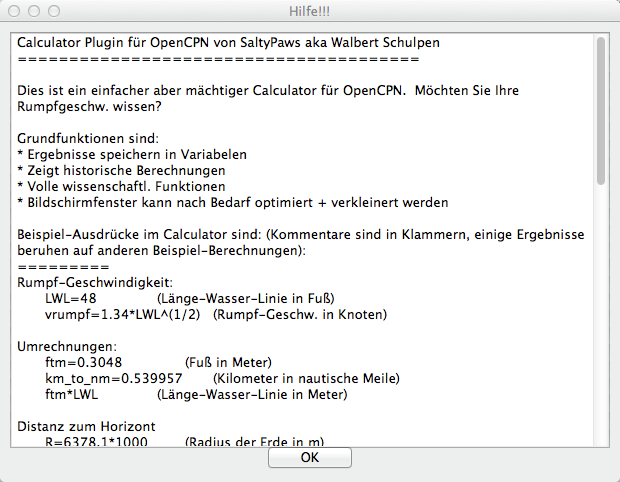 Hilfe!!!
Calculator Plugin für OpenCPN von SaltyPaws aka Walbert Schulpen
=======================================
Dies ist ein einfacher aber mächtiger Calculator für OpenCPN.  Möchten Sie Ihre
Rumpfgeschw. wissen?
Grundfunktionen sind:
* Ergebnisse speichern in Variabelen
* Zeigt historische Berechnungen
* Volle wissenschaftl. Funktionen
* Bildschirmfenster kann nach Bedarf optimiert + verkleinert werden
Beispiel-Ausdrücke im Calculator sind: (Kommentare sind in Klammern, einige Ergebnisse
beruhen auf anderen Beispiel-Berechnungen):
=========
Rumpf-Geschwindigkeit:
LWL=48 (Länge-Wasser-Linie in Fuß)
vrumpf=1.34*LWL^(1/2) (Rumpf-Geschw. in Knoten)
Umrechnungen:
ftm=0.3048 (Fuß in Meter)
km_to_nm=0.539957 (Kilometer in nautische Meile)
ftm*LWL (Länge-Wasser-Linie in Meter)
Distanz zum Horizont
R=6378.1*1000 (Radius der Erde in m)
OK